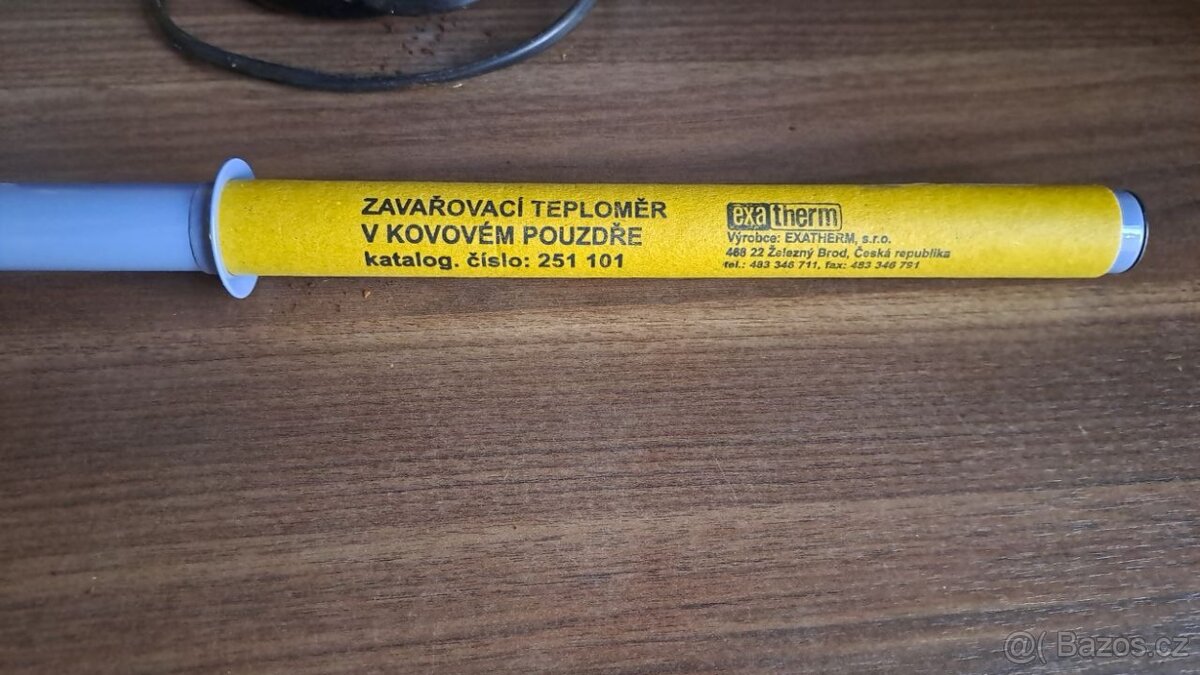 ZAVAŘOVACÍ TEPLOMĚR
V KOVOVÉM POUZDŘE
katalog. číslo: 251 101
exatherm
Výrobce: EXATHERM, s.r.o.
468 22 Železný Brod, Česká republika
tel.: 483 346 711, fax: 483 346 791
@( Bazoš.cz